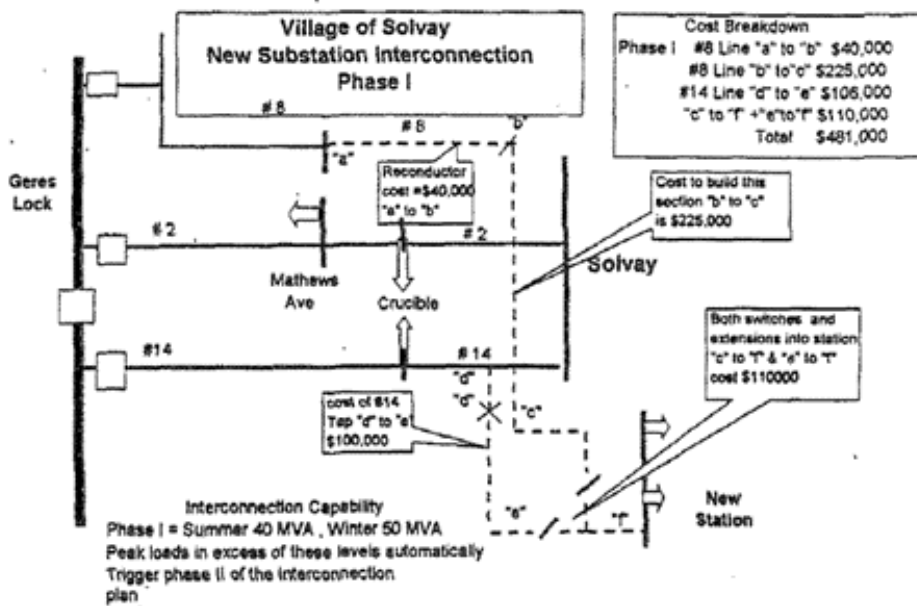 Village of Solvay
New Substation Interconnection
Phase I
Cost Breakdown
Phase I #8 Line "a" to "b" $40,000
#8 Line "b" to"c" $225,000
#14 Line "d" to "e" $106,000
"c" to "f" +"e"to"f" $110,000
Total $481,000
#8
#8
"b"
"a"
Reconductor
cost =$40,000
"a" to "b"
Geres
Lock
Cost to build this
section "b" to "c"
is $225,000
#2
#2
Solvay
Mathews
Ave
Crucible
Both switches and
extensions into station
"c" to "f" & "e" to "f"
cost $110000
#14
#14
"d"
"d"
cost of #14
Tap "d" to "e"
$100,000
"c"
"e"
"f"
New
Station
Interconnection Capability
Phase I = Summer 40 MVA , Winter 50 MVA
Peak loads in excess of these levels automatically
Trigger phase II of the interconnection
plan